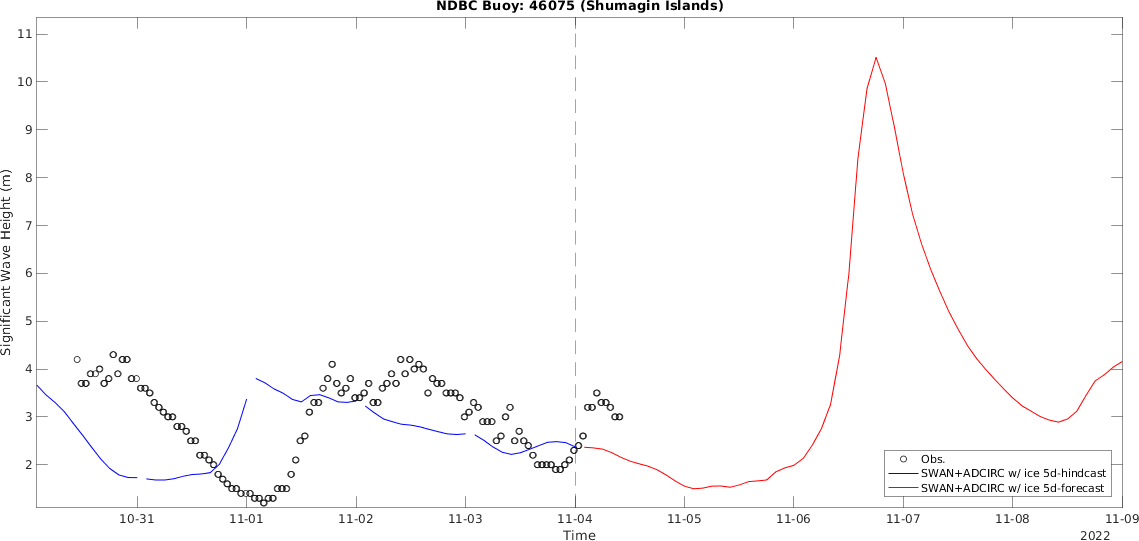 NDBC Buoy: 46075 (Shumagin Islands)
11
10
9
8
7
6
5
4
3
2
Significant Wave Height (m)
Obs.
SWAN+ADCIRC w/ ice 5d-hindcast
SWAN+ADCIRC w/ ice 5d-forecast
10-31 11-01 11-02 11-03 11-04 11-05 11-06 11-07 11-08 11-09
Time
2022